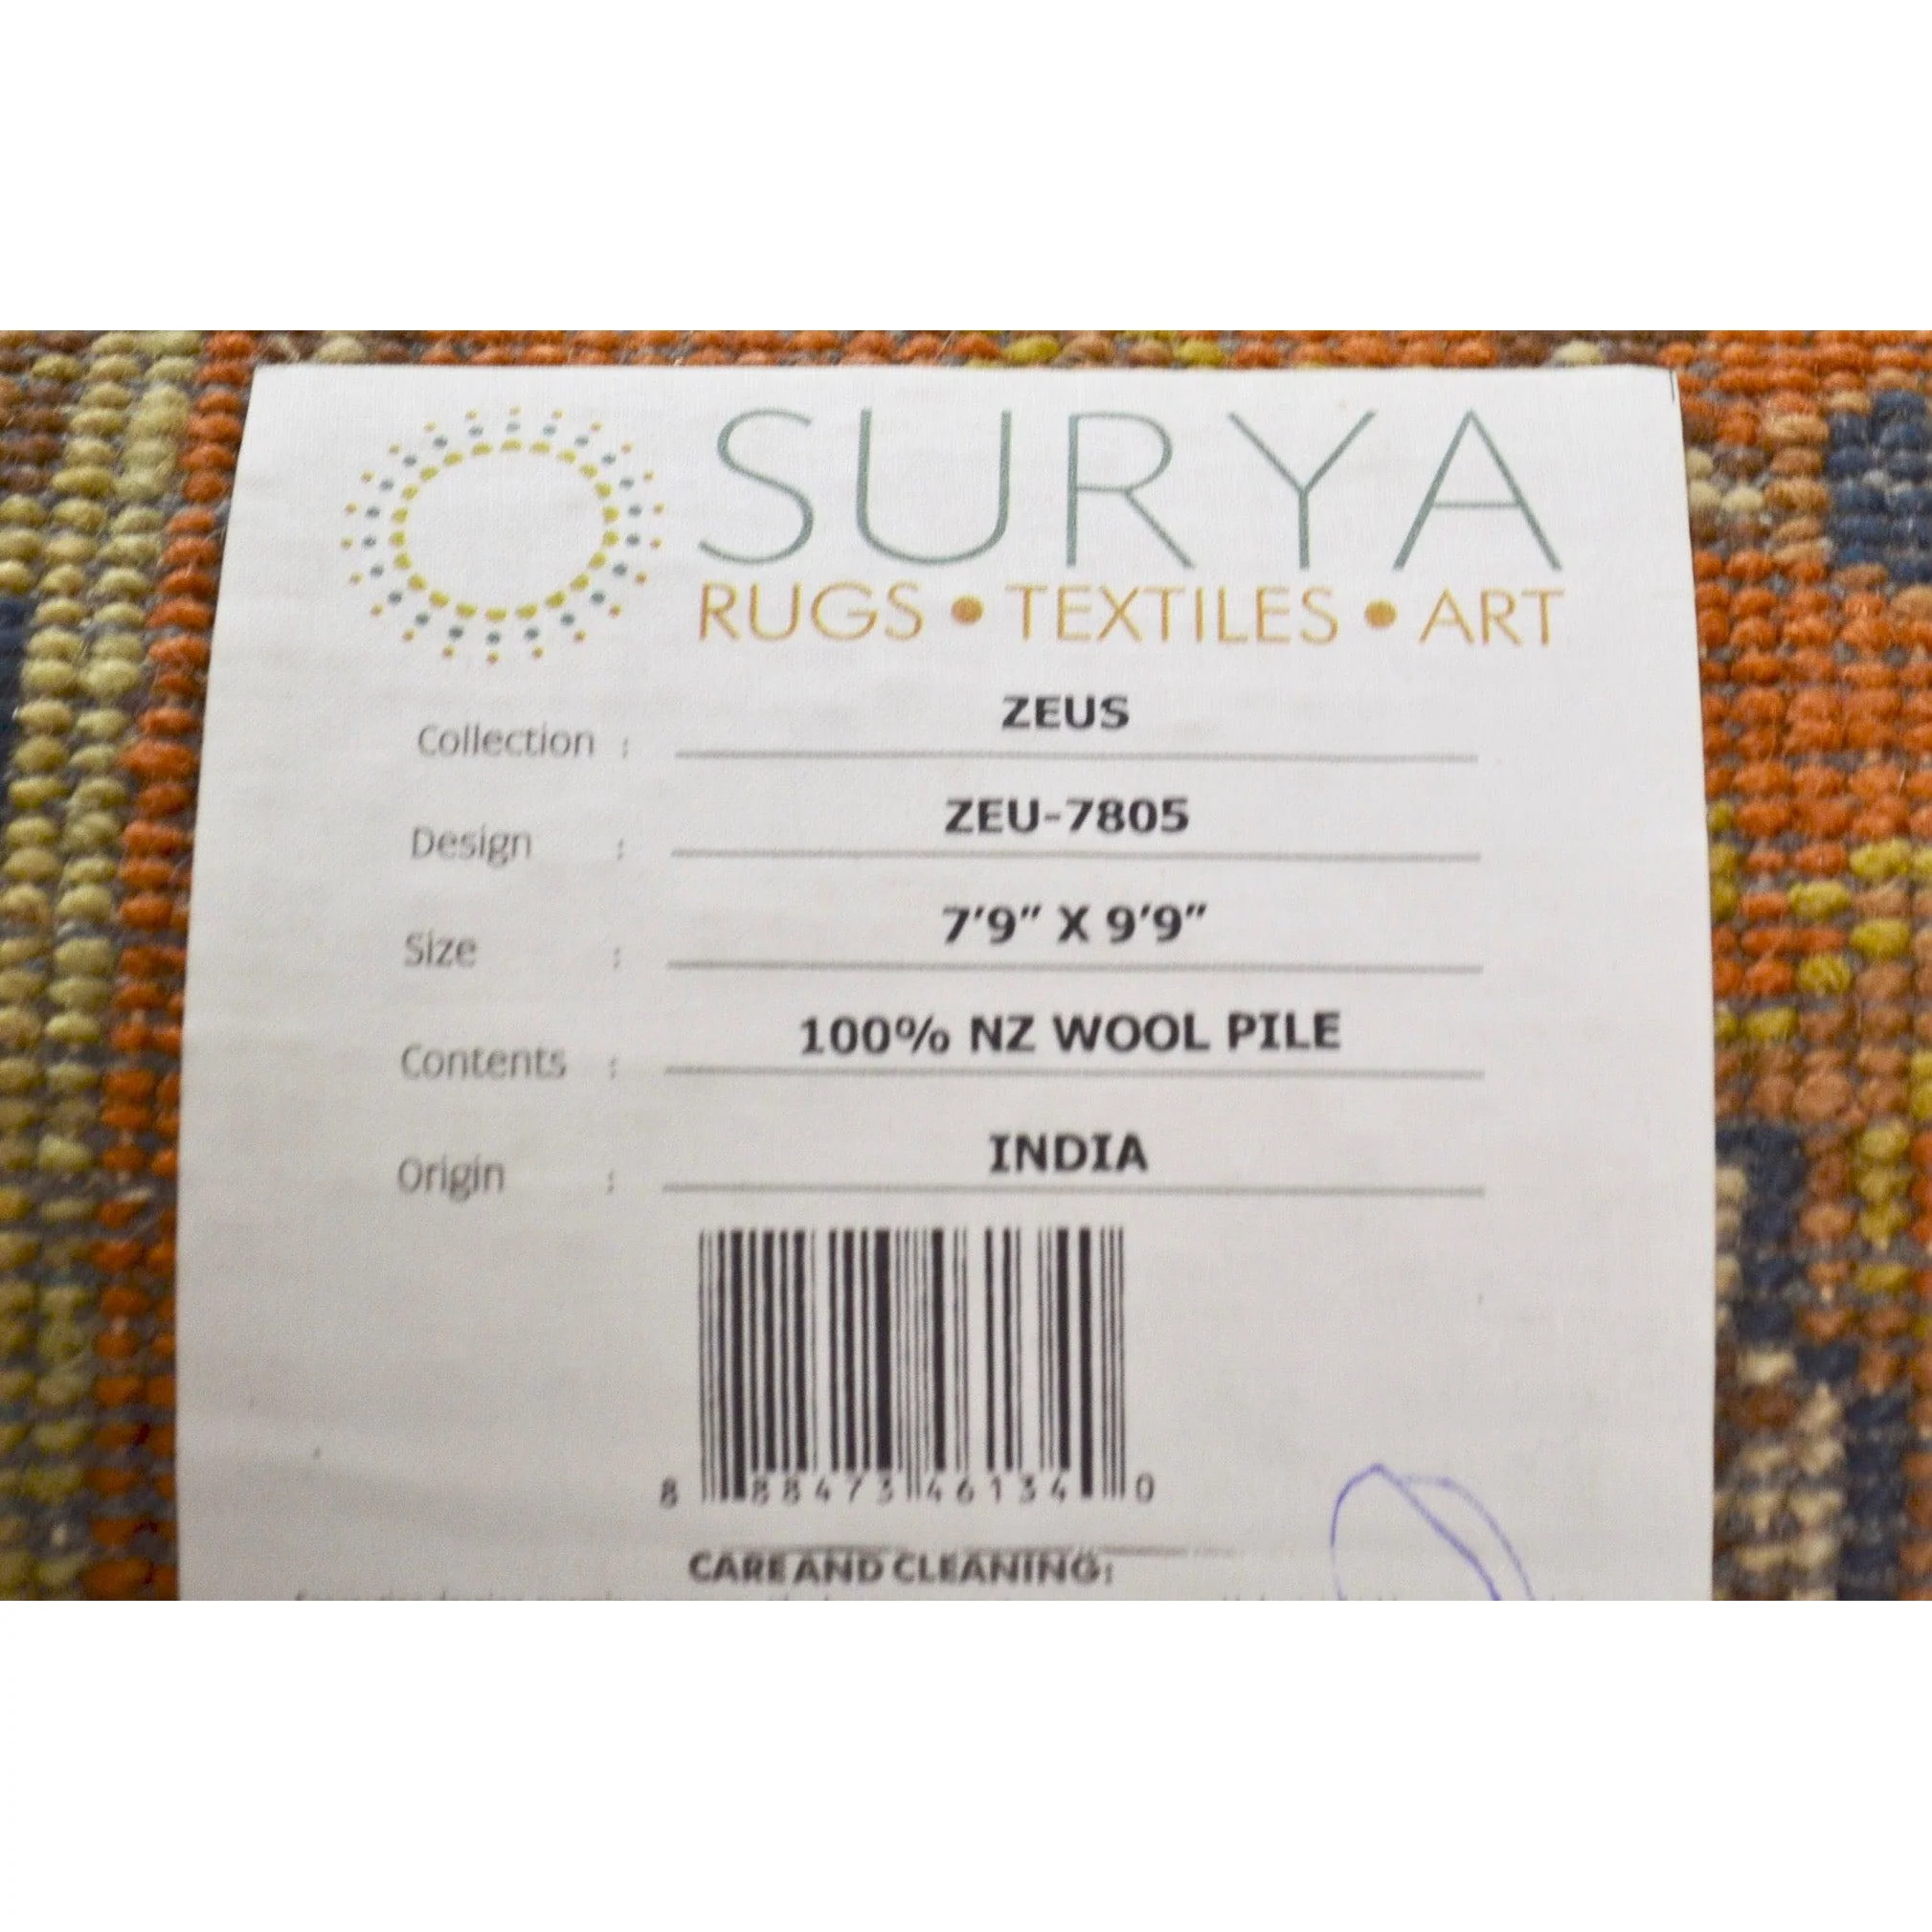 SURYA
RUGS • TEXTILES • ART
Collection : ZEUS
Design : ZEU-7805
Size : 7'9" X 9'9"
Contents : 100% NZ WOOL PILE
Origin : INDIA
8 88473 46134 0
CARE AND CLEANING: